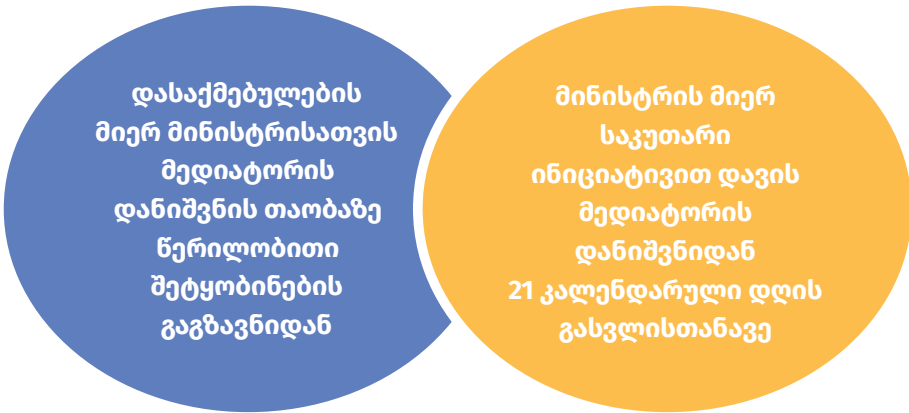 დასაქმებულების
მიერ მინისტრისათვის
მედიატორის
დანიშვნის თაობაზე
წერილობითი
შეტყობინების
გაგზავნიდან
მინისტრის მიერ
საკუთარი
ინიციატივით დავის
მედიატორის
დანიშვნიდან
21 კალენდარული დღის
გასვლისთანავე